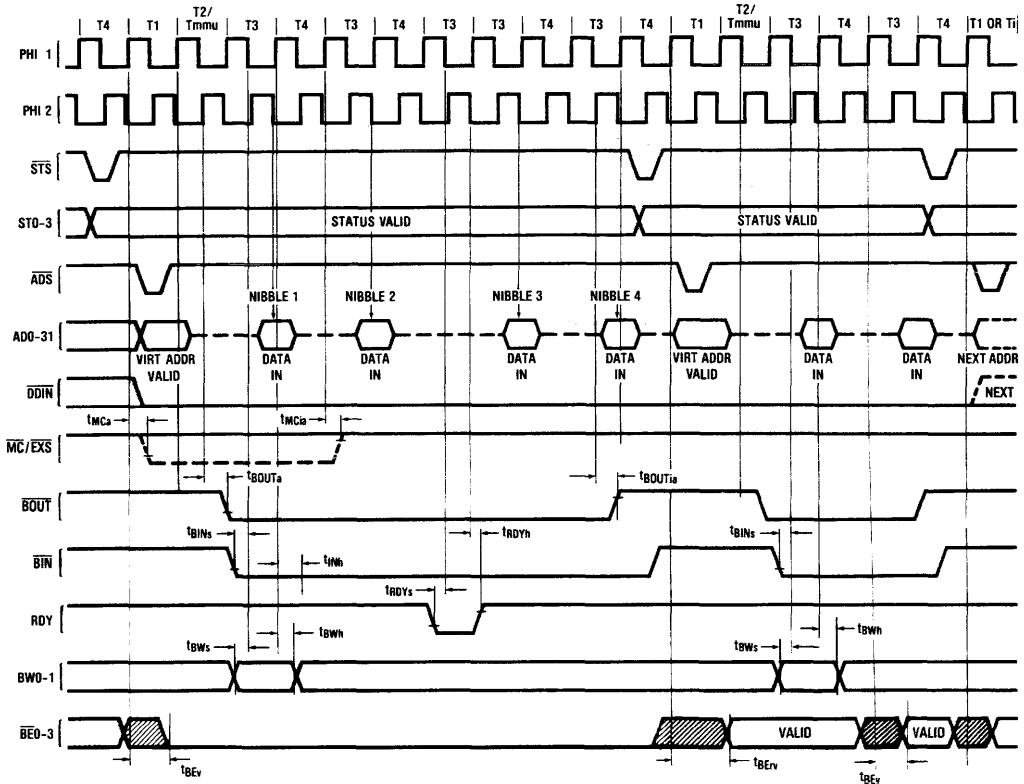 T4 T1 T2/ Tmmu T3 T4 T3 T4 T3 T3 T4 T3 T4 T1 T2/ Tmmu T3 T4 T3 T4 T1 OR Ti
PHI 1
PHI 2
STS
ST0-3 STATUS VALID STATUS VALID
ADS
NIBBLE 1 NIBBLE 2 NIBBLE 3 NIBBLE 4
AD0-31
VIRT ADDR VALID DATA IN DATA IN DATA IN DATA IN VIRT ADDR VALID DATA IN DATA IN NEXT ADDR
DDIN NEXT
tMCa tMCia
MC/EXS
tBOUTa tBOUTia
BOUT
tBINs tRDYh tBINs
BIN
tINh
tRDYs
RDY
tBWs tBWh tBWs tBWh
BW0-1
BE0-3 VALID VALID
tBEv tBErv tBEv